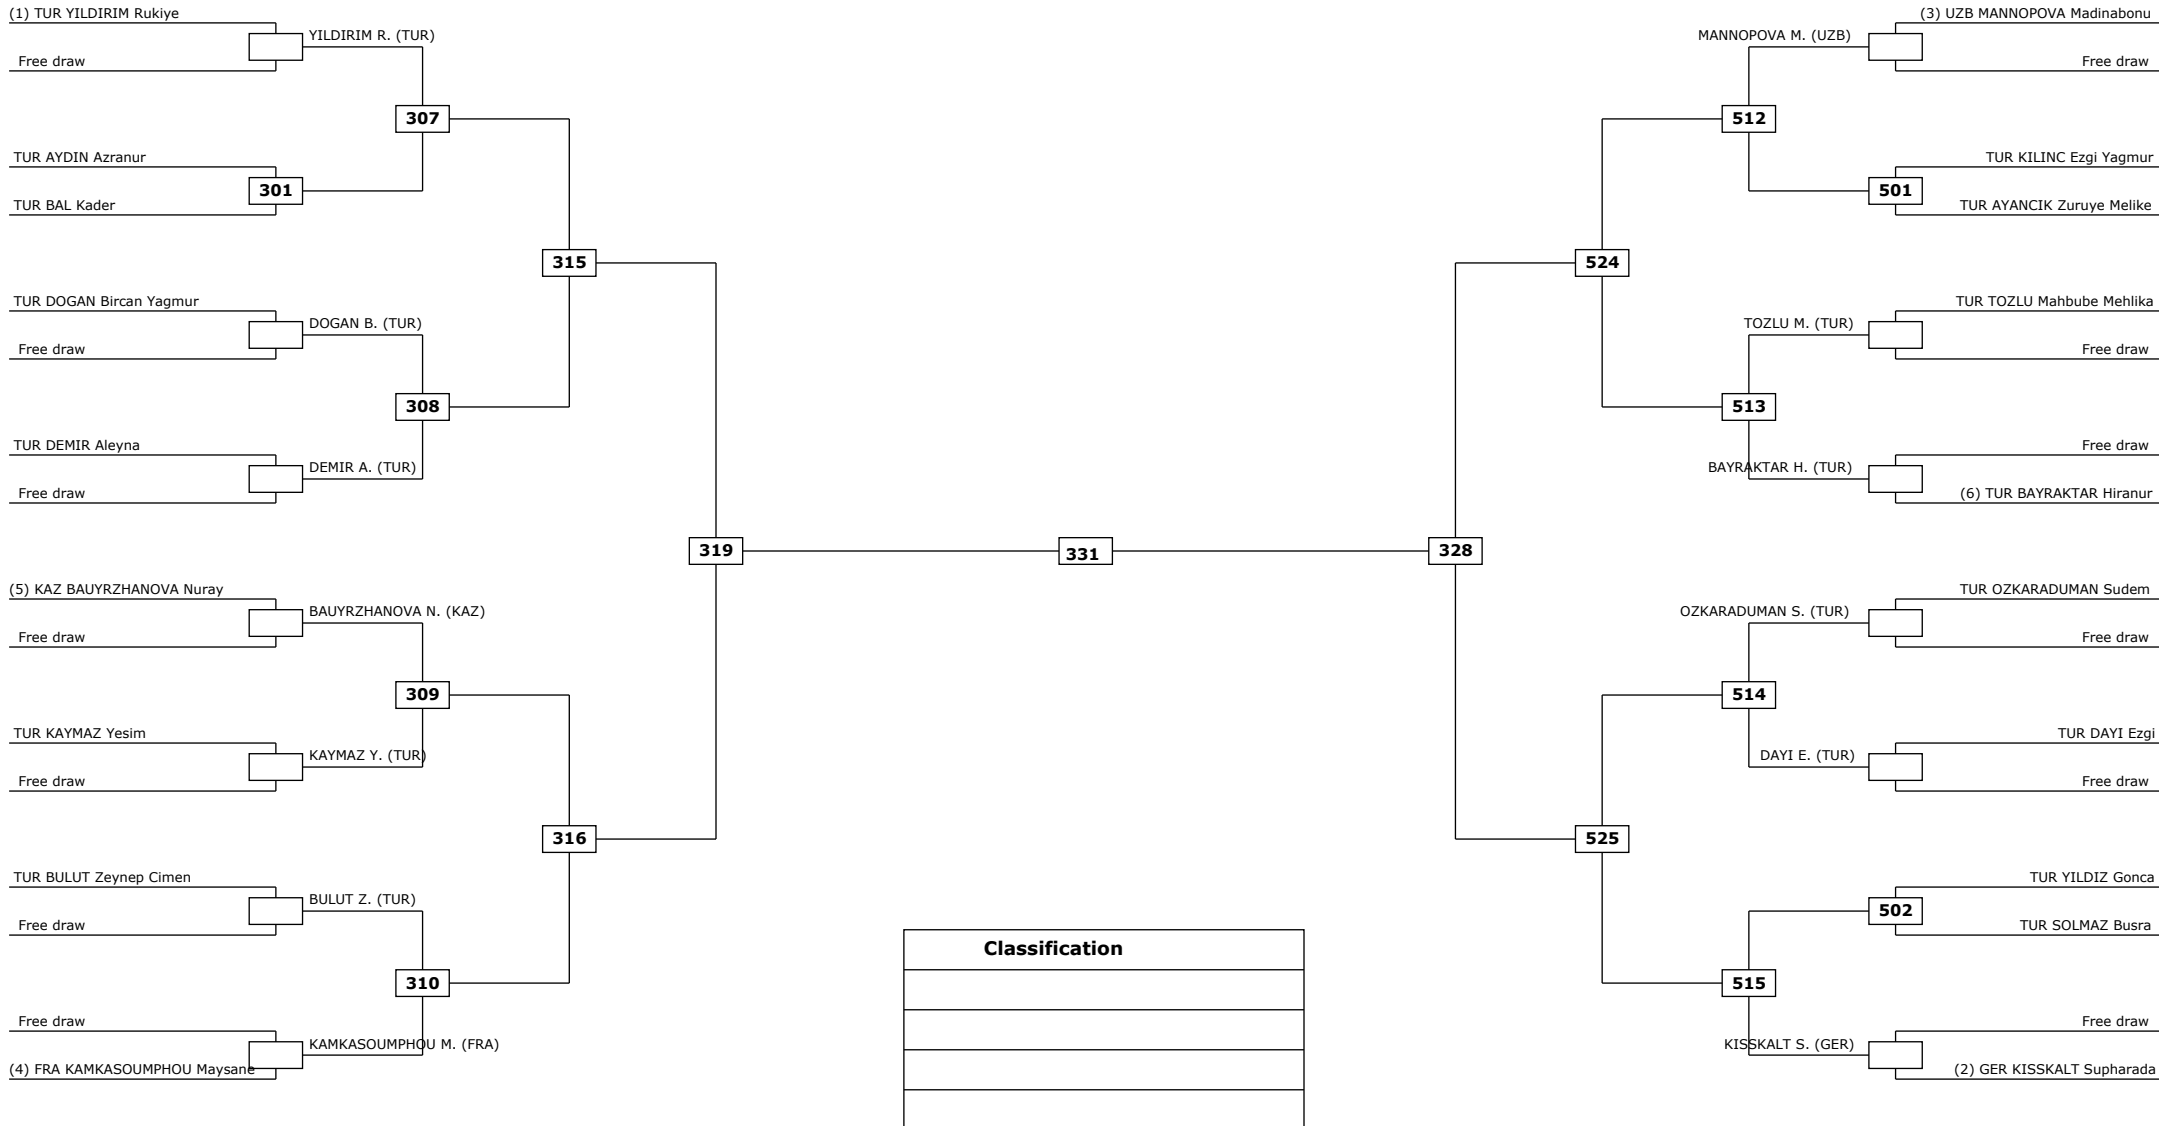 (1) TUR YILDIRIM Rukiye
YILDIRIM R. (TUR)
Free draw
307
TUR AYDIN Azranur
301
TUR BAL Kader
315
TUR DOGAN Bircan Yagmur
DOGAN B. (TUR)
Free draw
308
TUR DEMIR Aleyna
DEMIR A. (TUR)
Free draw
319
(5) KAZ BAUYRZHANOVA Nuray
BAUYRZHANOVA N. (KAZ)
Free draw
309
TUR KAYMAZ Yesim
KAYMAZ Y. (TUR)
Free draw
316
TUR BULUT Zeynep Cimen
BULUT Z. (TUR)
Free draw
310
Free draw
KAMKASOUMPHOU M. (FRA)
(4) FRA KAMKASOUMPHOU Maysane
331
Classification
(3) UZB MANNOPOVA Madinabonu
MANNOPOVA M. (UZB)
Free draw
512
TUR KILINC Ezgi Yagmur
501
TUR AYANCIK Zuruye Melike
524
TUR TOZLU Mahbube Mehlika
TOZLU M. (TUR)
Free draw
513
Free draw
BAYRAKTAR H. (TUR)
(6) TUR BAYRAKTAR Hiranur
328
TUR OZKARADUMAN Sudem
OZKARADUMAN S. (TUR)
Free draw
514
TUR DAYI Ezgi
DAYI E. (TUR)
Free draw
525
TUR YILDIZ Gonca
502
TUR SOLMAZ Busra
515
Free draw
KISSKALT S. (GER)
(2) GER KISSKALT Supharada